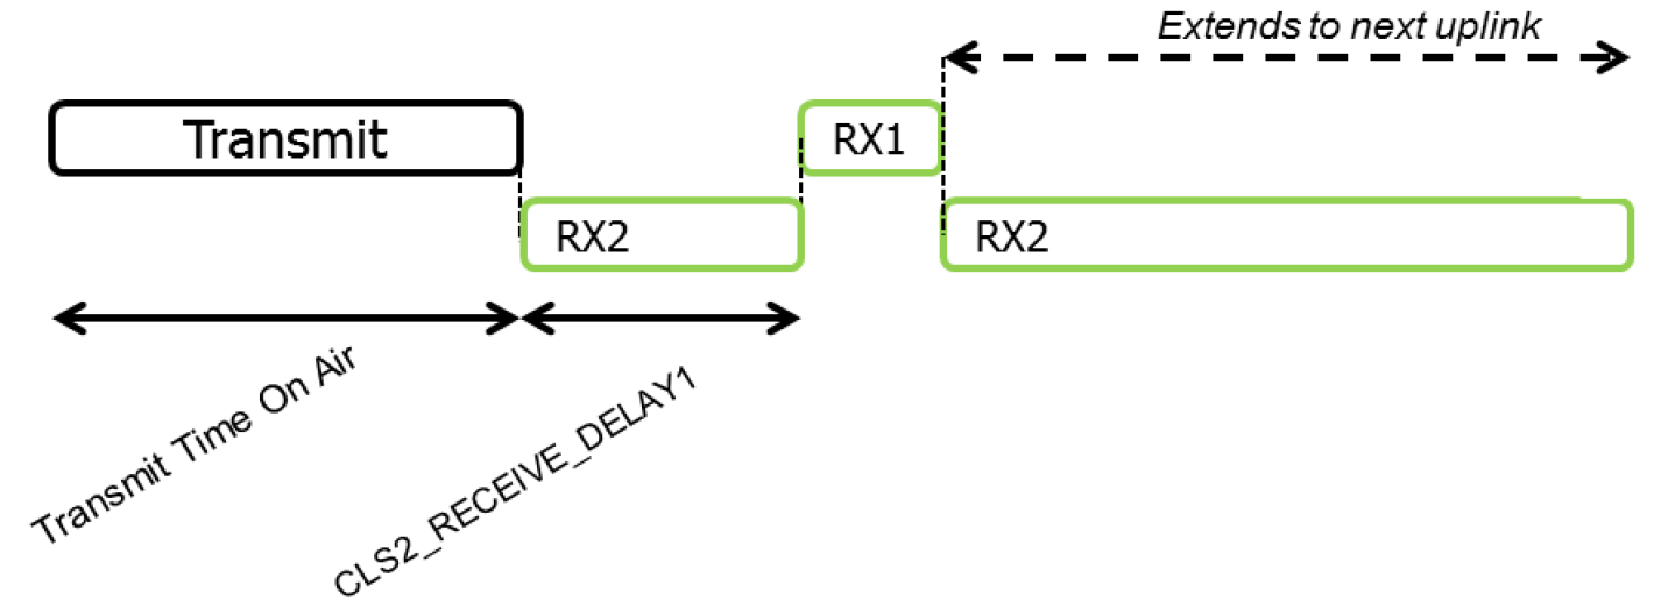 Extends to next uplink
Transmit
RX1
RX2
RX2
Transmit Time On Air
CLS2_RECEIVE_DELAY1